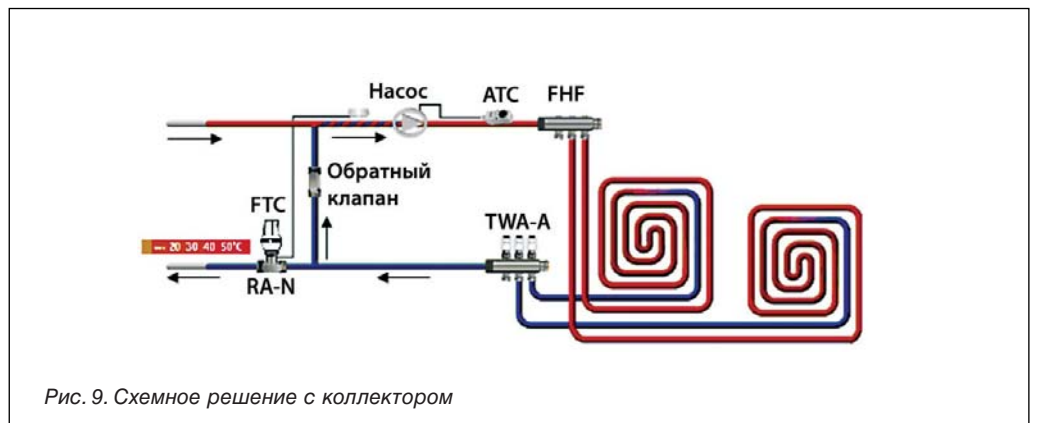 Насос
ATC
FHF
Обратный
клапан
FTC
TWA-A
20 30 40 50°C
RA-N
Рис. 9. Схемное решение с коллектором